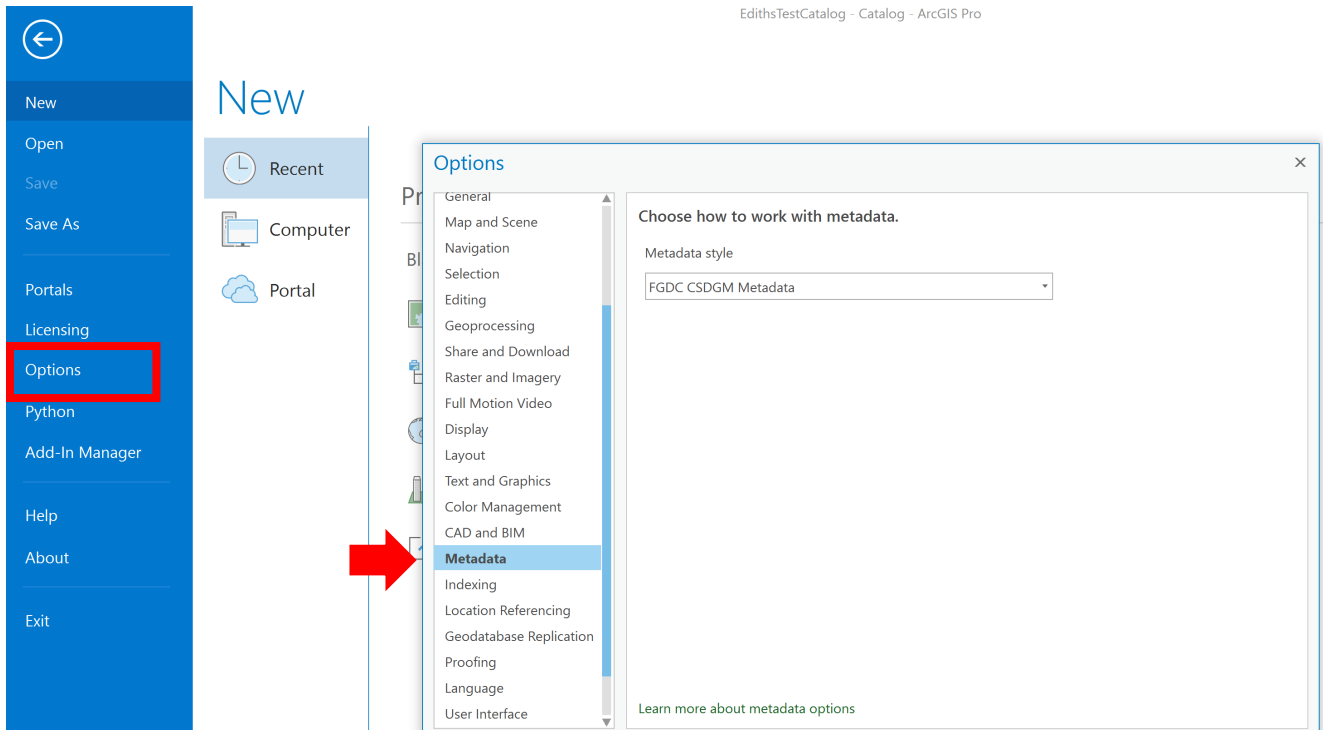 EdithsTestCatalog - Catalog - ArcGIS Pro
New
Open
Save
Save As
Portals
Licensing
Options
Python
Add-In Manager
Help
About
Exit
New
Recent
Computer
Portal
Pr
Bl
Options
General
Map and Scene
Navigation
Selection
Editing
Geoprocessing
Share and Download
Raster and Imagery
Full Motion Video
Display
Layout
Text and Graphics
Color Management
CAD and BIM
Metadata
Indexing
Location Referencing
Geodatabase Replication
Proofing
Language
User Interface
Choose how to work with metadata.
Metadata style
FGDC CSDGM Metadata
Learn more about metadata options